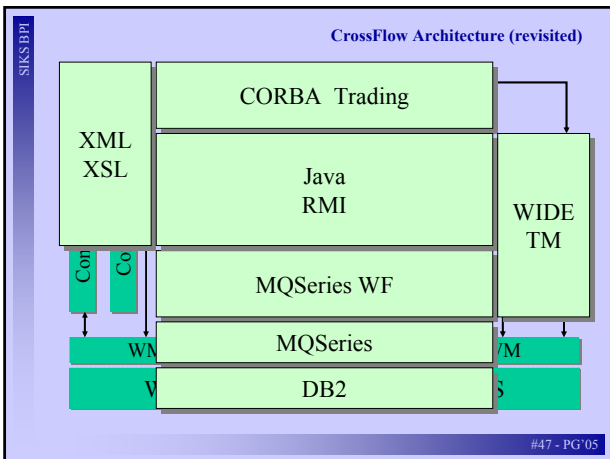 SIKS BPI
CrossFlow Architecture (revisited)
CORBA Trading
XML
XSL
Java
RMI
WIDE
TM
MQSeries WF
MQSeries
DB2
#47 - PG'05